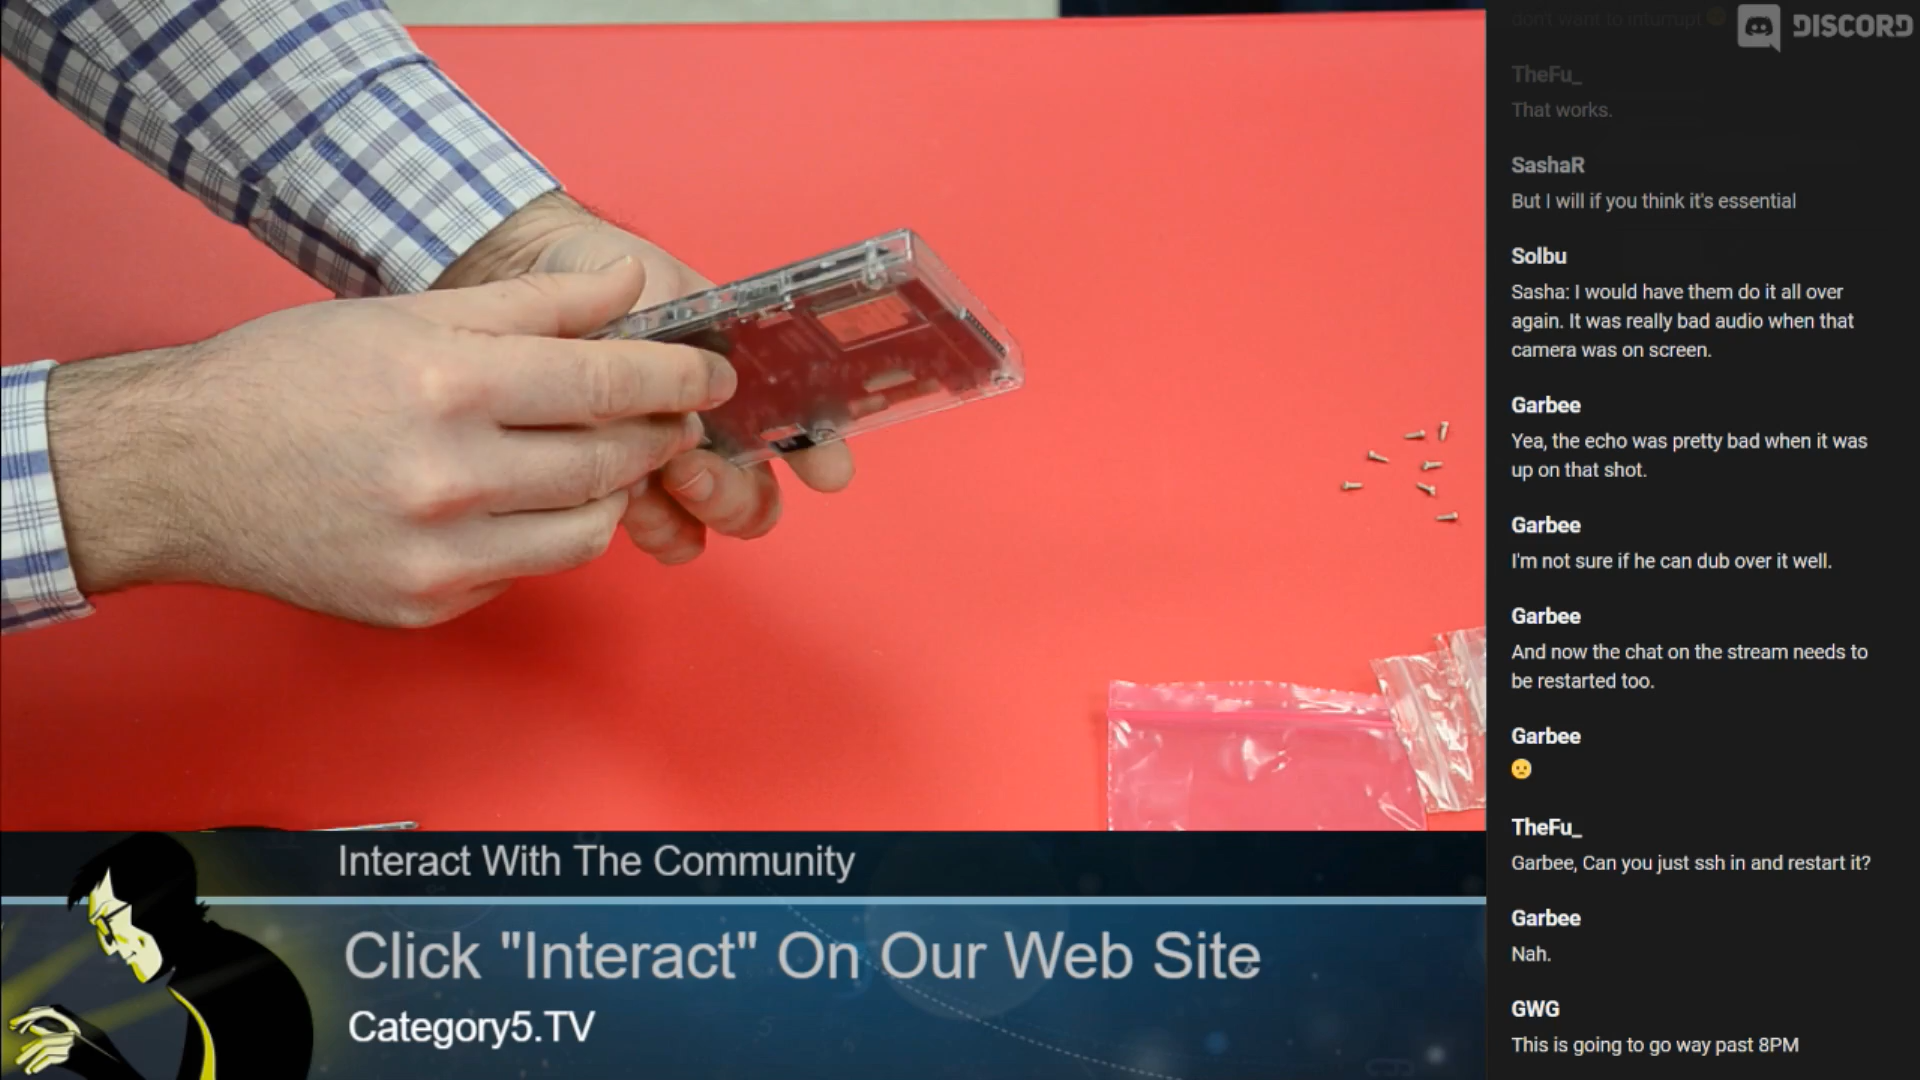 don't want to inturrupt
DISCORD
TheFu_
That works.
SashaR
But I will if you think it's essential
Solbu
Sasha: I would have them do it all over
again. It was really bad audio when that
camera was on screen.
Garbee
Yea, the echo was pretty bad when it was
up on that shot.
Garbee
I'm not sure if he can dub over it well.
Garbee
And now the chat on the stream needs to
be restarted too.
Garbee
TheFu_
Garbee, Can you just ssh in and restart it?
Garbee
Nah.
GWG
This is going to go way past 8PM
Interact With The Community
Click "Interact" On Our Web Site
Category5.TV